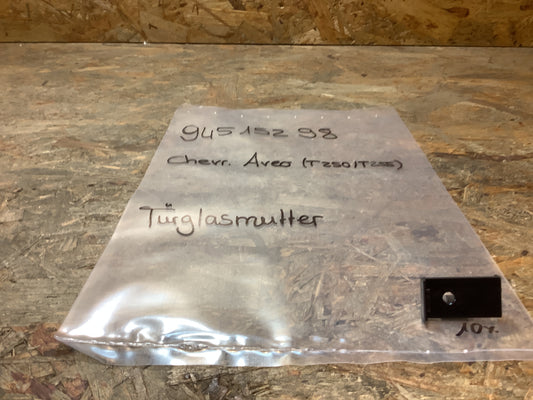 94515298
Chevr. Aveo (T250/T255)
Türglasmutter
10x